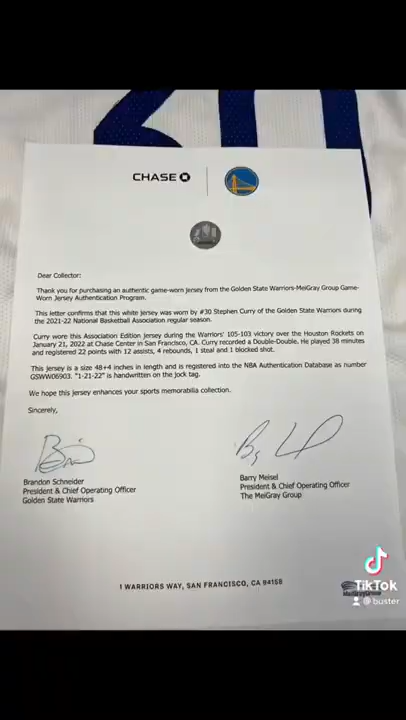 30
CHASE
Dear Collector:
Thank you for purchasing an authentic game-worn jersey from the Golden State Warriors-MeiGray Group Game-
Worn Jersey Authentication Program.
This letter confirms that this white jersey was worn by #30 Stephen Curry of the Golden State Warriors during
the 2021-22 National Basketball Association regular season.
Curry wore this Association Edition jersey during the Warriors' 105-103 victory over the Houston Rockets on
January 21, 2022 at Chase Center in San Francisco, CA. Curry recorded a Double-Double. He played 38 minutes
and registered 22 points with 12 assists, 4 rebounds, 1 steal and 1 blocked shot.
This jersey is a size 48+4 inches in length and is registered into the NBA Authentication Database as number
GSWW06903. "1-21-22" is handwritten on the jock tag.
We hope this jersey enhances your sports memorabilia collection.
Sincerely,
Brandon Schneider
President & Chief Operating Officer
Golden State Warriors
Barry Meisel
President & Chief Operating Officer
The MeiGray Group
1 WARRIORS WAY, SAN FRANCISCO, CA 94158
MeiGrayGroup
TikTok
@buster